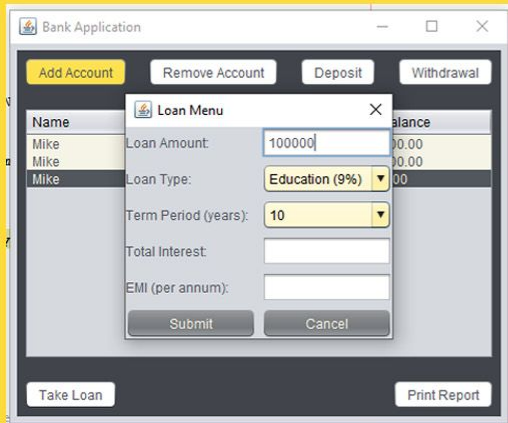 Bank Application
Add Account Remove Account Deposit Withdrawal
Loan Menu
Name alance
Loan Amount: 100000
Mike 00.00
Mike 00.00
Mike 00
Loan Type: Education (9%)
Term Period (years): 10
Total Interest:
EMI (per annum):
Submit Cancel
Take Loan Print Report